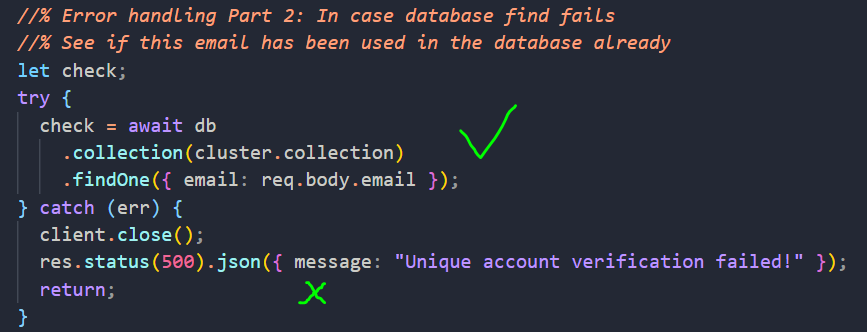 //% Error handling Part 2: In case database find fails
//% See if this email has been used in the database already
let check;
try {
  check = await db
    .collection(cluster.collection)
    .findOne({ email: req.body.email });
} catch (err) {
  client.close();
  res.status(500).json({ message: "Unique account verification failed!" });
  return;
}